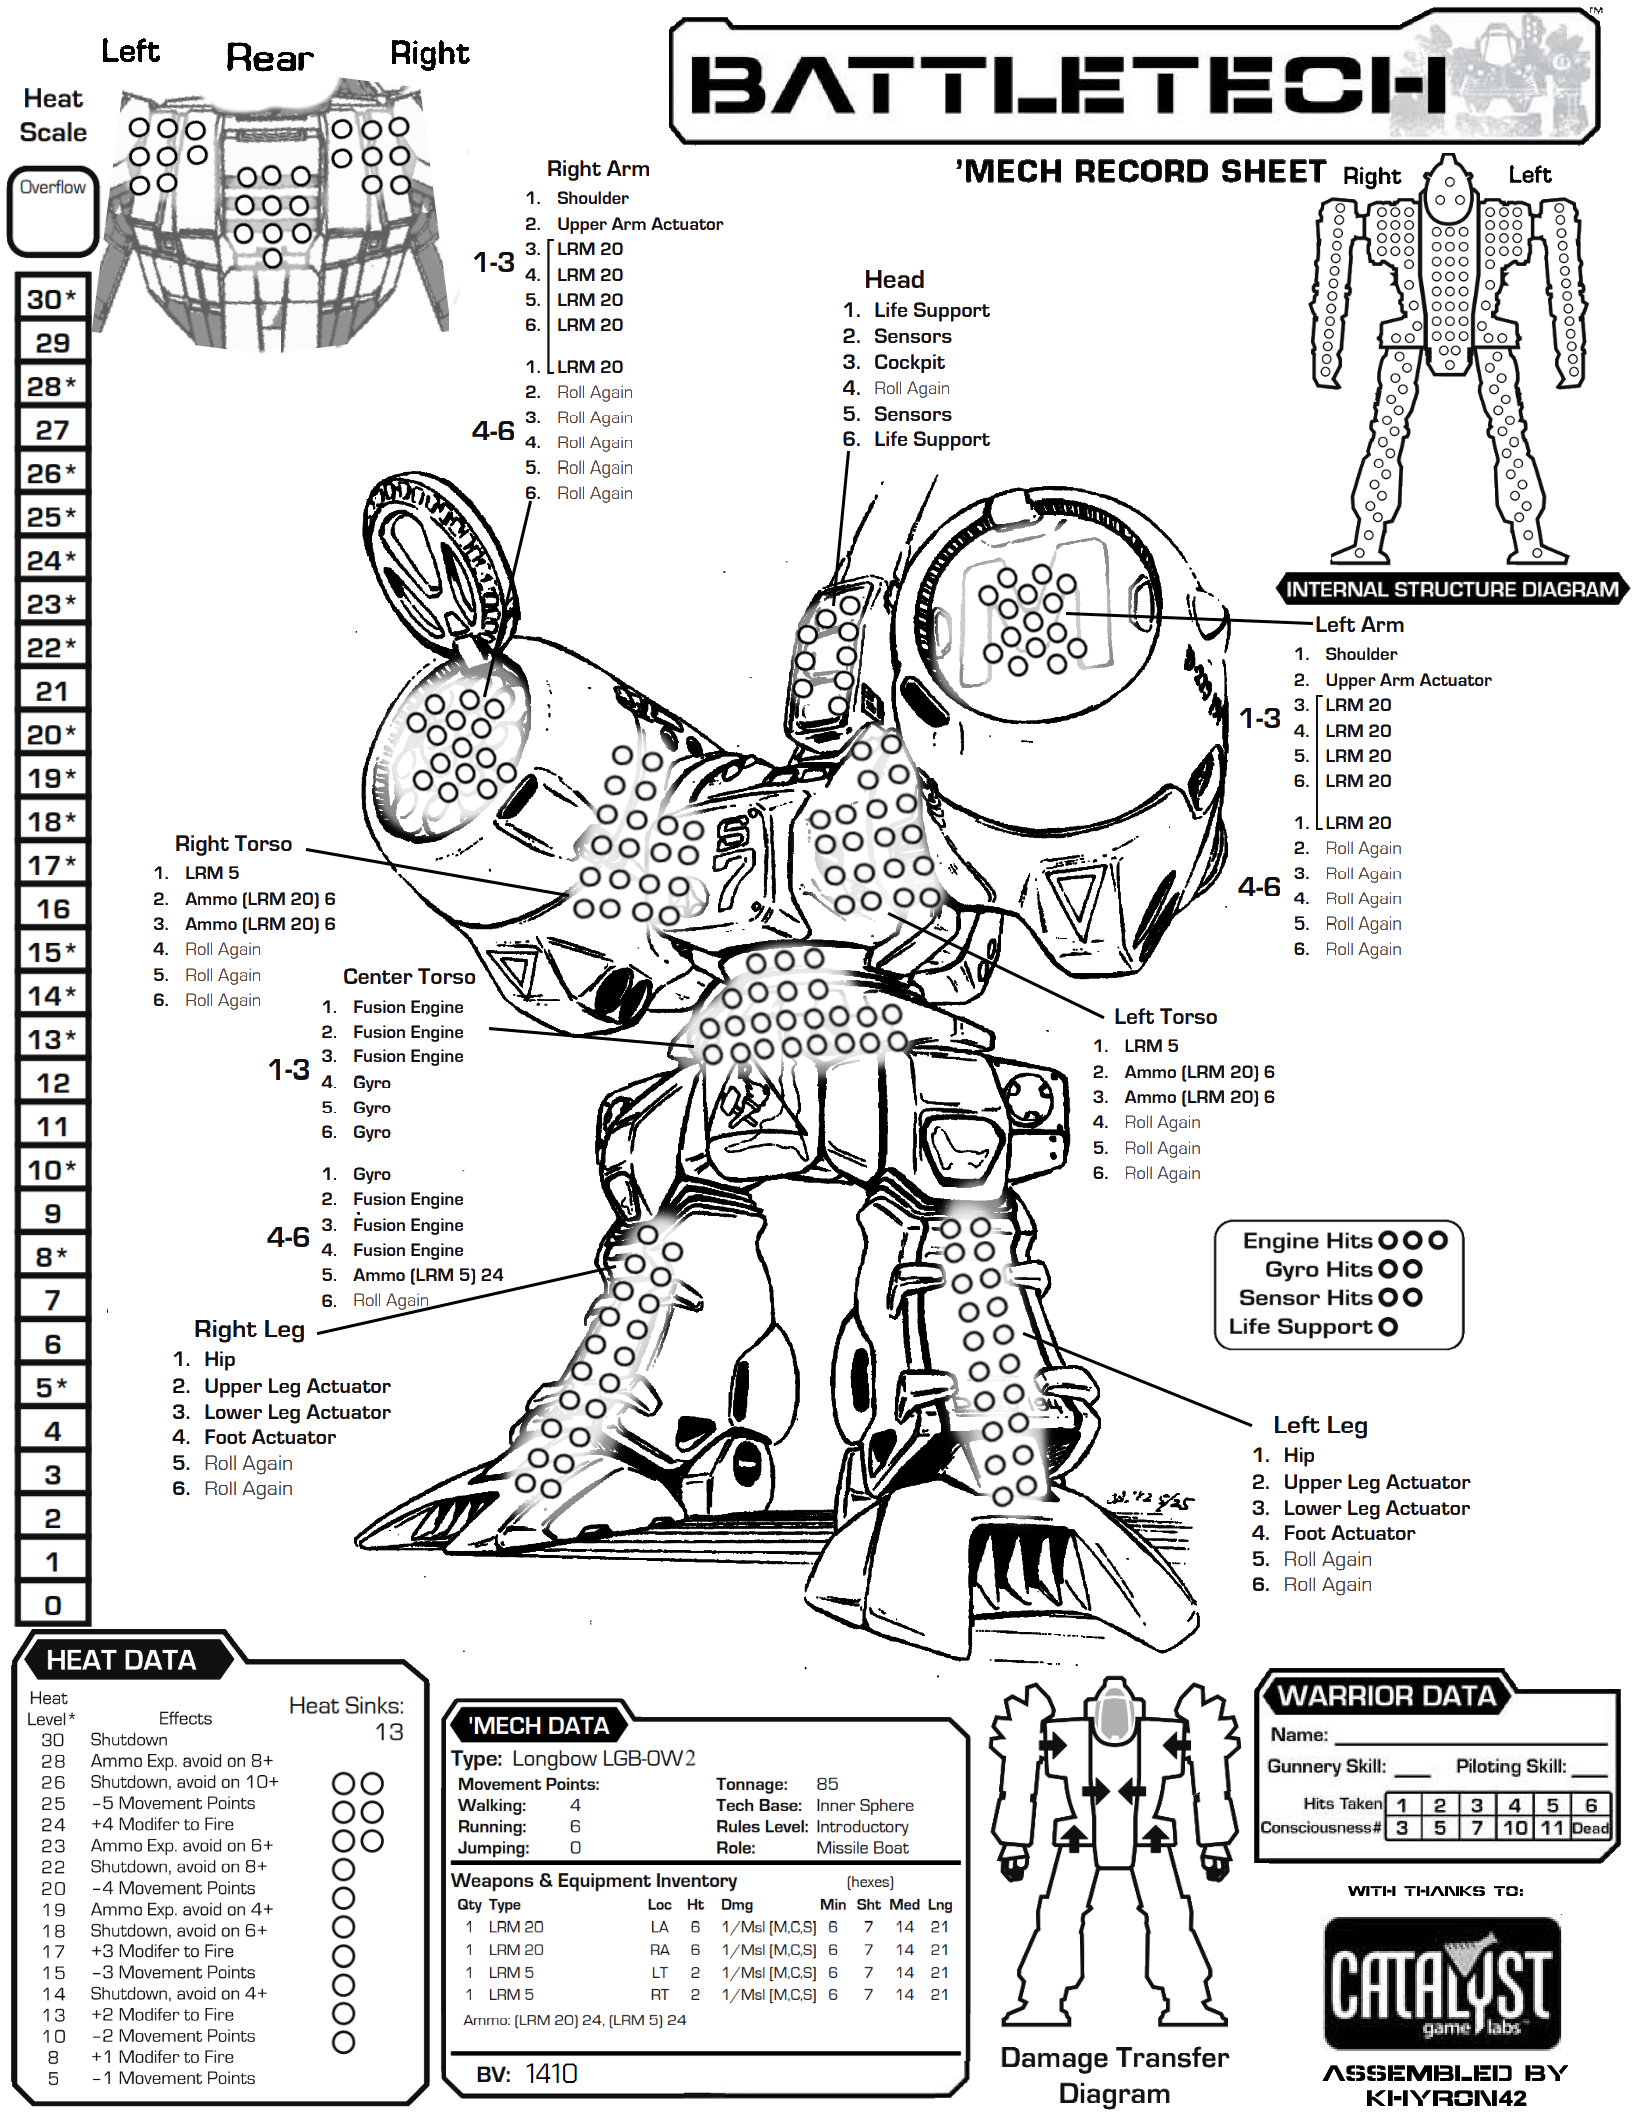 Left Rear Right
Heat
Scale
Overflow
30*
29
28*
27
26*
25*
24*
23*
22*
21
20*
19*
18*
17*
16
15*
14*
13*
12
11
10*
9
8*
7
6
5*
4
3
2
1
0
BATTLETECH
TM
'MECH RECORD SHEET
Right Left
INTERNAL STRUCTURE DIAGRAM
Right Arm
1. Shoulder
2. Upper Arm Actuator
1-3
3. LRM 20
4. LRM 20
5. LRM 20
6. LRM 20
1. LRM 20
2. Roll Again
3. Roll Again
4-6
4. Roll Again
5. Roll Again
6. Roll Again
Head
1. Life Support
2. Sensors
3. Cockpit
4. Roll Again
5. Sensors
6. Life Support
Left Arm
1. Shoulder
2. Upper Arm Actuator
1-3
3. LRM 20
4. LRM 20
5. LRM 20
6. LRM 20
1. LRM 20
2. Roll Again
3. Roll Again
4-6
4. Roll Again
5. Roll Again
6. Roll Again
Right Torso
1. LRM 5
2. Ammo (LRM 20) 6
3. Ammo (LRM 20) 6
4. Roll Again
5. Roll Again
6. Roll Again
Center Torso
1. Fusion Engine
2. Fusion Engine
3. Fusion Engine
1-3
4. Gyro
5. Gyro
6. Gyro
1. Gyro
2. Fusion Engine
3. Fusion Engine
4-6
4. Fusion Engine
5. Ammo (LRM 5) 24
6. Roll Again
Left Torso
1. LRM 5
2. Ammo (LRM 20) 6
3. Ammo (LRM 20) 6
4. Roll Again
5. Roll Again
6. Roll Again
Engine Hits
Gyro Hits
Sensor Hits
Life Support
Right Leg
1. Hip
2. Upper Leg Actuator
3. Lower Leg Actuator
4. Foot Actuator
5. Roll Again
6. Roll Again
Left Leg
1. Hip
2. Upper Leg Actuator
3. Lower Leg Actuator
4. Foot Actuator
5. Roll Again
6. Roll Again
76
HEAT DATA
Heat
Level* Effects
Heat Sinks:
13
30 Shutdown
28 Ammo Exp. avoid on 8+
26 Shutdown, avoid on 10+
25 -5 Movement Points
24 +4 Modifer to Fire
23 Ammo Exp. avoid on 6+
22 Shutdown, avoid on 8+
20 -4 Movement Points
19 Ammo Exp. avoid on 4+
18 Shutdown, avoid on 6+
17 +3 Modifer to Fire
15 -3 Movement Points
14 Shutdown, avoid on 4+
13 +2 Modifer to Fire
10 -2 Movement Points
8 +1 Modifer to Fire
5 -1 Movement Points
'MECH DATA
Type: Longbow LGB-0W2
Movement Points: Tonnage: 85
Walking: 4 Tech Base: Inner Sphere
Running: 6 Rules Level: Introductory
Jumping: 0 Role: Missile Boat
Weapons & Equipment Inventory (hexes)
Qty Type Loc Ht Dmg Min Sht Med Lng
1 LRM 20 LA 6 1/Msl [M,C,S] 6 7 14 21
1 LRM 20 RA 6 1/Msl [M,C,S] 6 7 14 21
1 LRM 5 LT 2 1/Msl [M,C,S] 6 7 14 21
1 LRM 5 RT 2 1/Msl [M,C,S] 6 7 14 21
Ammo: (LRM 20) 24, (LRM 5) 24
BV: 1410
Damage Transfer
Diagram
WARRIOR DATA
Name:
Gunnery Skill: Piloting Skill:
Hits Taken 1 2 3 4 5 6
Consciousness# 3 5 7 10 11 Dead
WITH THANKS TO:
CATALYST
game labs
ASSEMBLED BY
KHYRON42